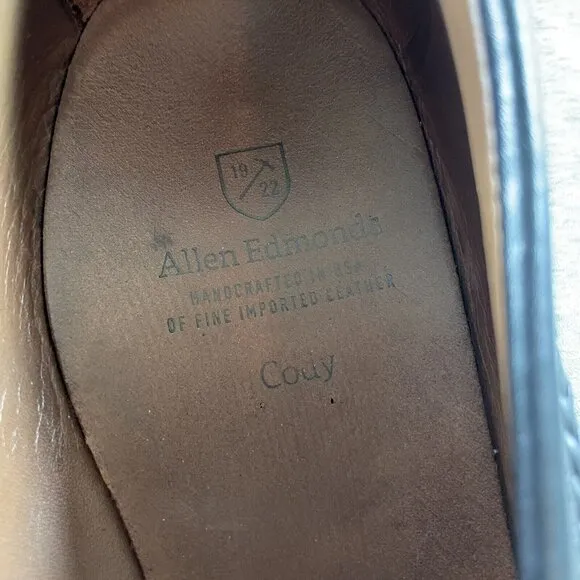 19
22
Allen Edmonds
HANDCRAFTED IN USA
OF FINE IMPORTED LEATHER
Couy